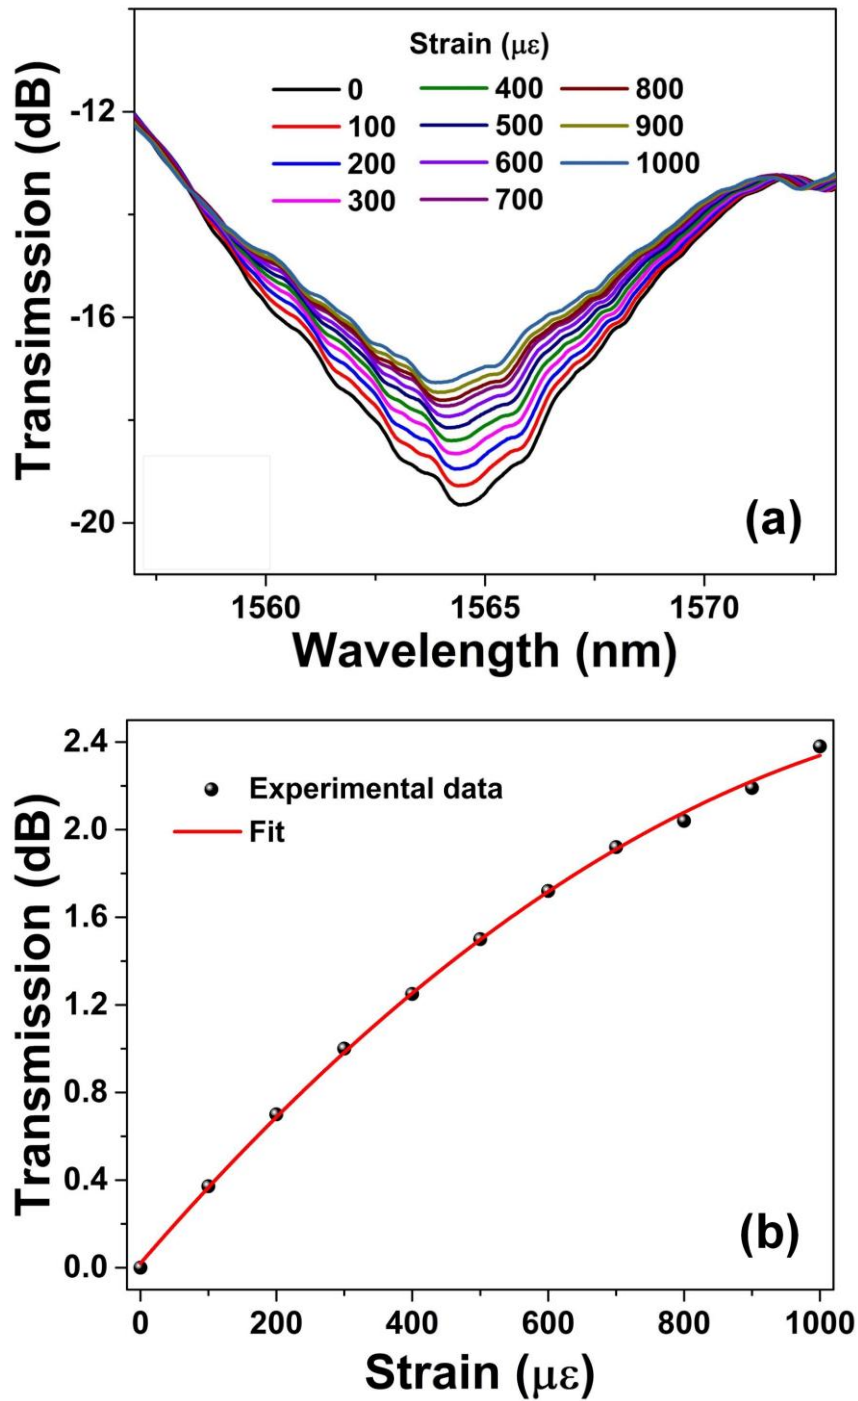 Strain (με)
0 400 800
100 500 900
200 600 1000
300 700
-12
-16
-20
Transimssion (dB)
(a)
1560 1565 1570
Wavelength (nm)
2.4
2.0
1.6
1.2
0.8
0.4
0.0
Transmission (dB)
Experimental data
Fit
(b)
0 200 400 600 800 1000
Strain (με)